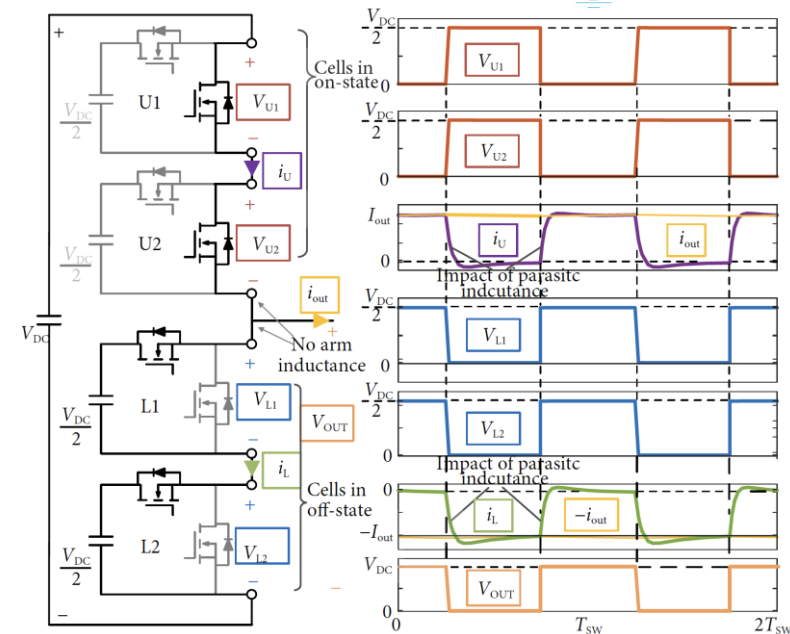 +
U1
V_DC/2
+
V_U1
−
Cells in
on-state
i_U
+
U2
V_DC/2
V_U2
−
i_out
+
V_DC
No arm
inductance
+
L1
V_DC/2
V_L1
V_OUT
−
i_L
Cells in
off-state
+
L2
V_DC/2
V_L2
−
−
−
V_DC
2
V_U1
0
V_DC
2
V_U2
0
I_out
i_U
i_out
0
Impact of parasitc
indcutance
V_DC
2
V_L1
0
V_DC
2
V_L2
0
Impact of parasitc
indcutance
0
i_L
−i_out
−I_out
V_DC
V_OUT
0
0
T_SW
2T_SW